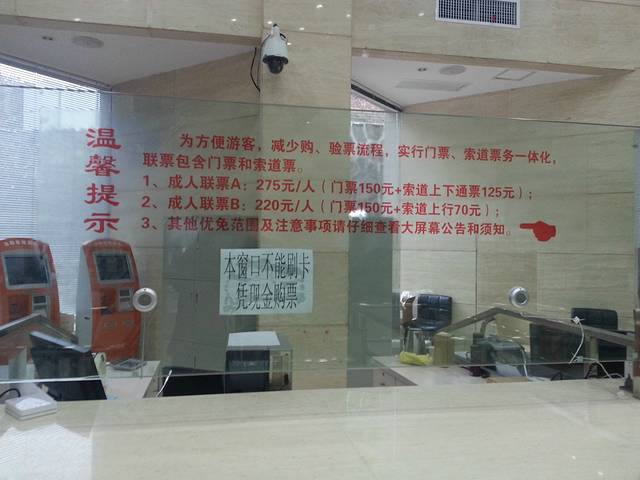 温馨提示
为方便游客，减少购、验票流程，实行门票、索道票务一体化，
联票包含门票和索道票。
1、成人联票A：275元/人（门票150元+索道上下通票125元）；
2、成人联票B：220元/人（门票150元+索道上行70元）；
3、其他优免范围及注意事项请仔细查看大屏幕公告和须知。
本窗口不能刷卡
凭现金购票